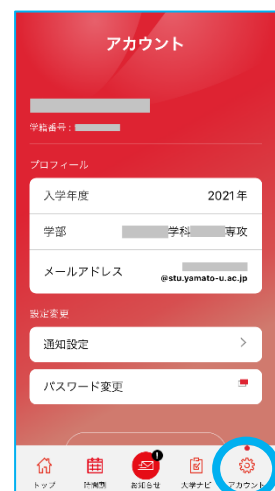 アカウント
学籍番号：
プロフィール
入学年度 2021年
学部 学科 専攻
メールアドレス @stu.yamato-u.ac.jp
設定変更
通知設定
パスワード変更
トップ 時間割 お知らせ 大学ナビ アカウント